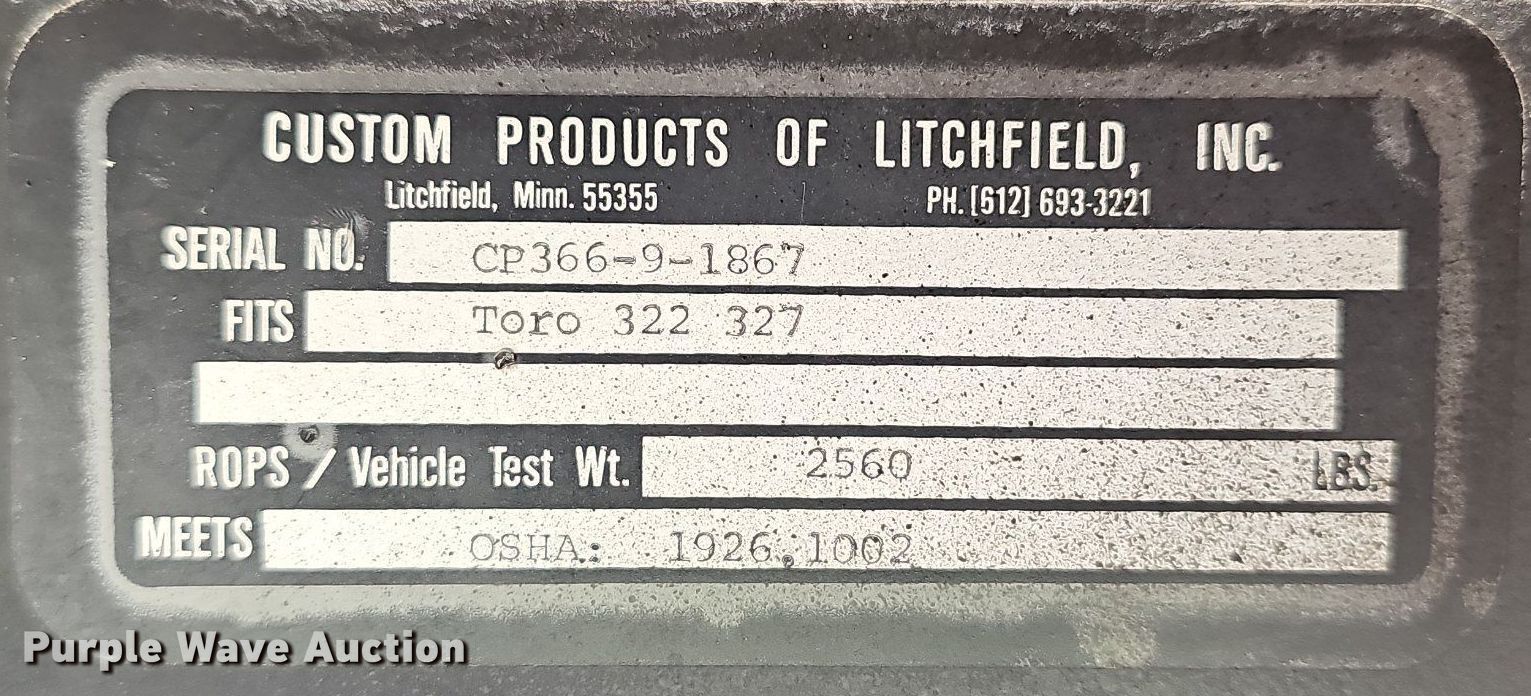 CUSTOM PRODUCTS OF LITCHFIELD, INC.
Litchfield, Minn. 55355 PH. [612] 693-3221
SERIAL NO. CP366-9-1867
FITS Toro 322 327
ROPS / Vehicle Test Wt. 2560 LBS.
MEETS OSHA: 1926.1002
Purple Wave Auction